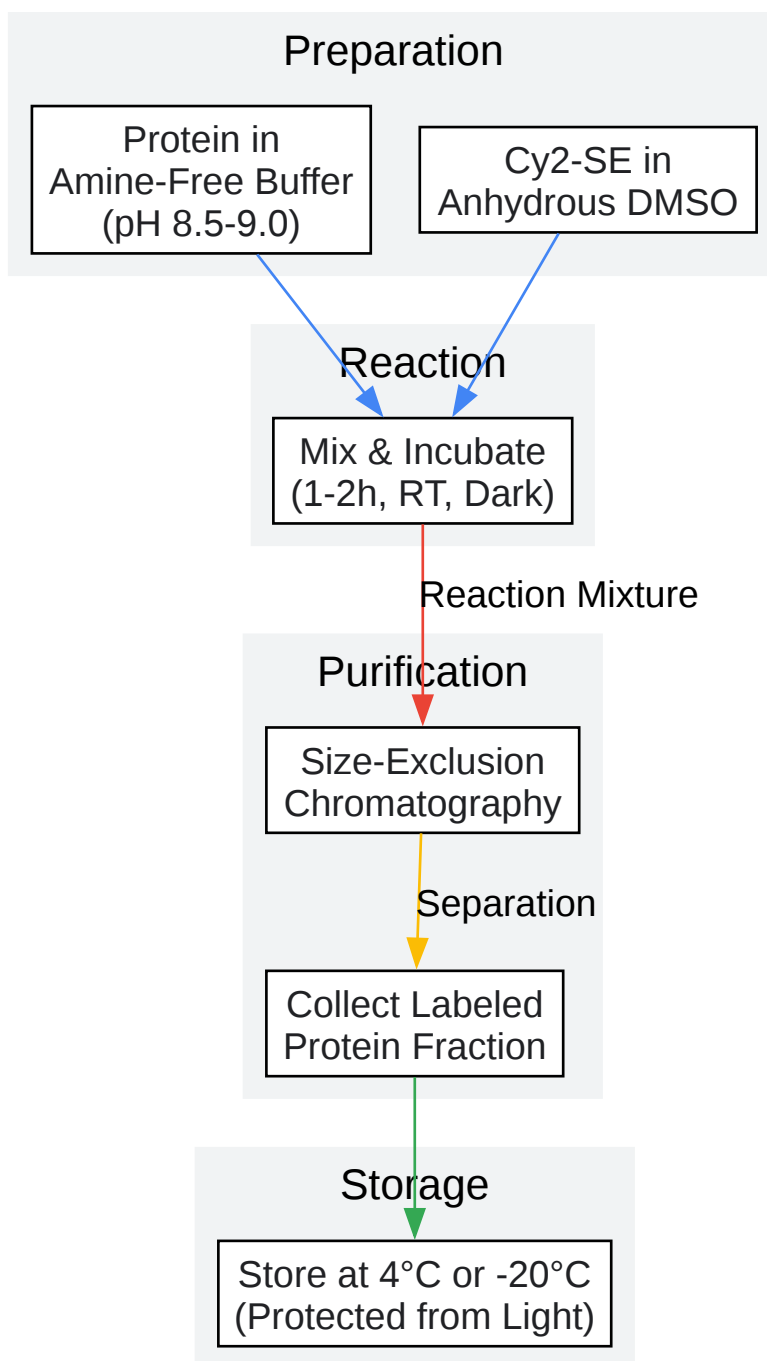 Preparation
Protein in
Amine-Free Buffer
(pH 8.5-9.0)
Cy2-SE in
Anhydrous DMSO
Reaction
Mix & Incubate
(1-2h, RT, Dark)
Reaction Mixture
Purification
Size-Exclusion
Chromatography
Separation
Collect Labeled
Protein Fraction
Storage
Store at 4°C or -20°C
(Protected from Light)